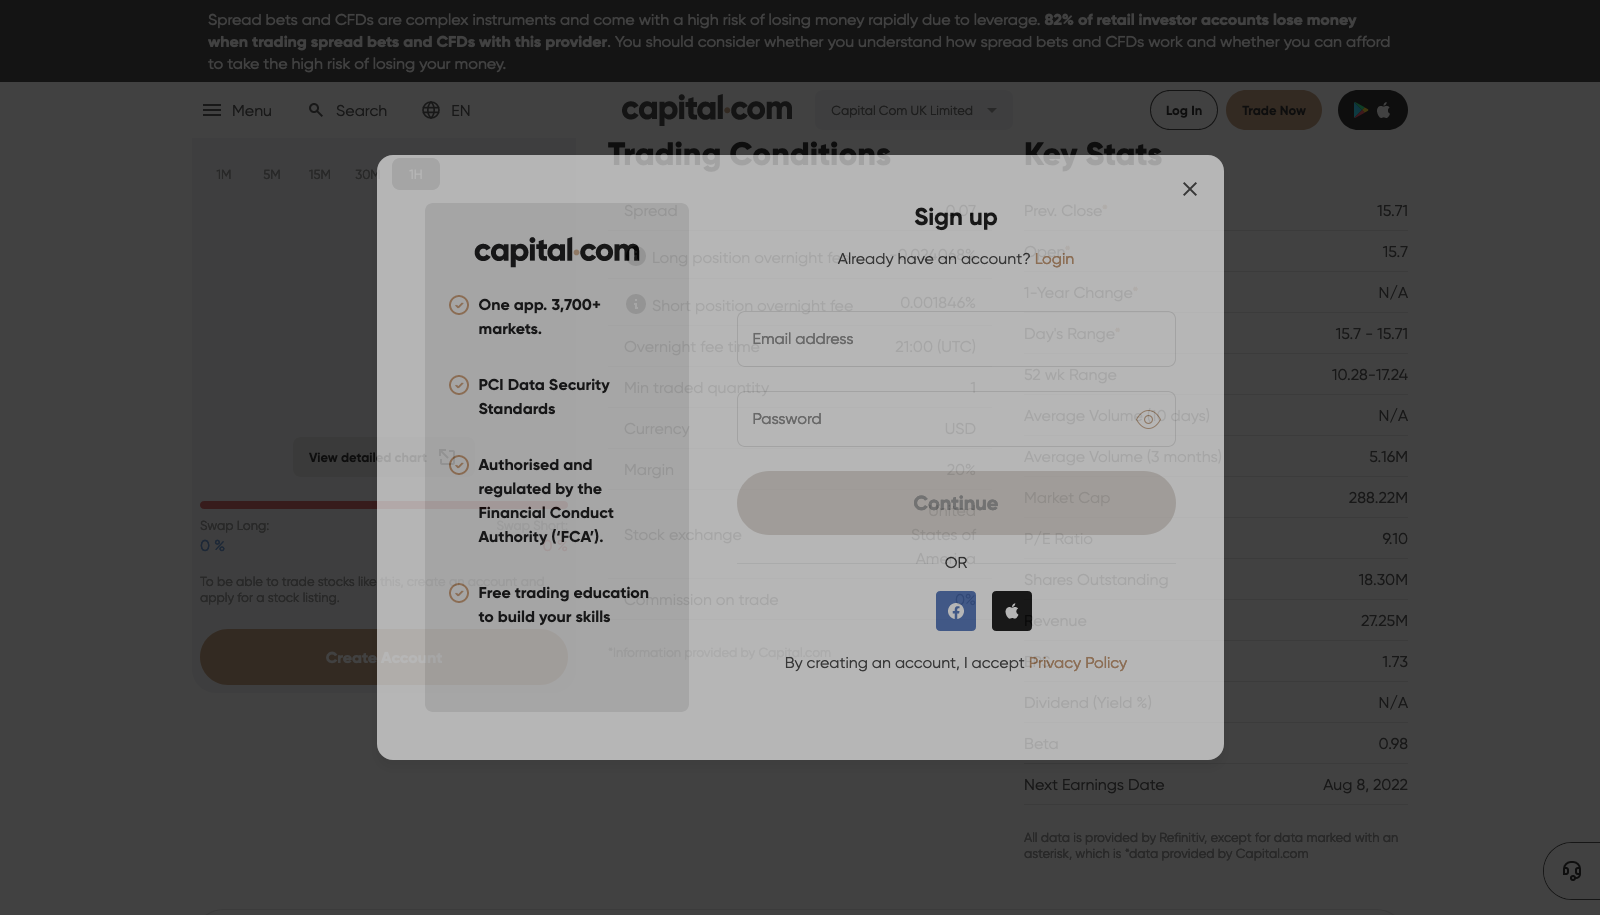 Spread bets and CFDs are complex instruments and come with a high risk of losing money rapidly due to leverage. 82% of retail investor accounts lose money
when trading spread bets and CFDs with this provider. You should consider whether you understand how spread bets and CFDs work and whether you can afford
to take the high risk of losing your money.
Menu
Search
EN
capital.com
Capital Com UK Limited
Log In
Trade Now
1M
5M
15M
30M
1H
View detailed chart
Swap Long:
0 %
Swap Short:
0 %
To be able to trade stocks like this, create an account and
apply for a stock listing.
Create Account
Trading Conditions
Spread
0.07
Long position overnight fee
Short position overnight fee
0.001846%
Overnight fee time
21:00 (UTC)
Min traded quantity
1
Currency
USD
Margin
20%
Stock exchange
United
States of
America
Commission on trade
0%
*Information provided by Capital.com
Key Stats
Prev. Close*
15.71
Open*
15.7
1-Year Change*
N/A
Day's Range*
15.7 - 15.71
52 wk Range
10.28-17.24
Average Volume (10 days)
N/A
Average Volume (3 months)
5.16M
Market Cap
288.22M
P/E Ratio
9.10
Shares Outstanding
18.30M
Revenue
27.25M
1.73
Dividend (Yield %)
N/A
Beta
0.98
Next Earnings Date
Aug 8, 2022
All data is provided by Refinitiv, except for data marked with an
asterisk, which is *data provided by Capital.com
capital.com
One app. 3,700+
markets.
PCI Data Security
Standards
Authorised and
regulated by the
Financial Conduct
Authority (‘FCA’).
Free trading education
to build your skills
Sign up
Already have an account? Login
Email address
Password
Continue
OR
By creating an account, I accept Privacy Policy